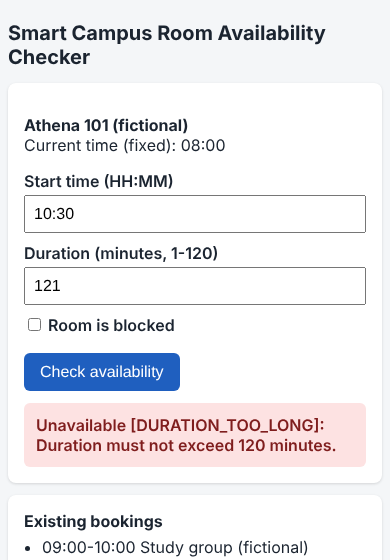 Smart Campus Room Availability
Checker
Athena 101 (fictional)
Current time (fixed): 08:00
Start time (HH:MM)
10:30
Duration (minutes, 1-120)
121
Room is blocked
Check availability
Unavailable [DURATION_TOO_LONG]:
Duration must not exceed 120 minutes.
Existing bookings
• 09:00-10:00 Study group (fictional)